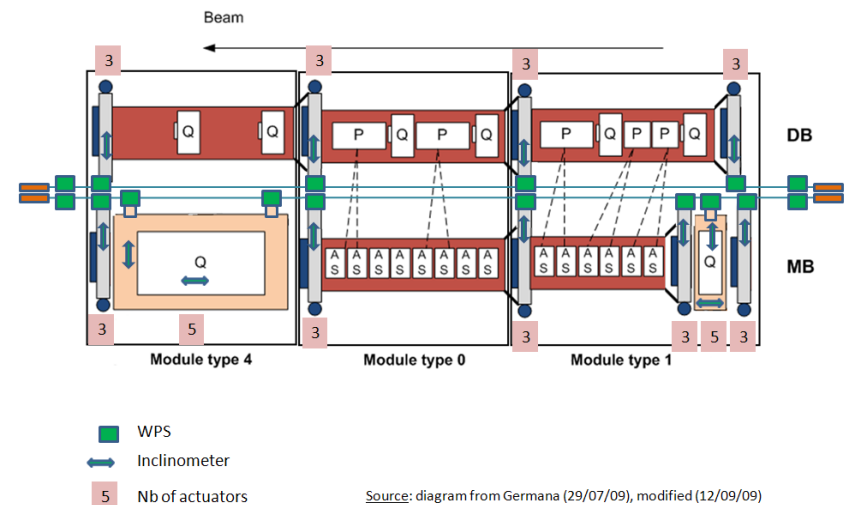 Beam
3
3
3
3
Q
Q
P
Q
P
Q
P
Q
P
P
Q
DB
Q
A S
A S
A S
A S
A S
A S
A S
A S
A S
A S
A S
A S
A S
A S
Q
MB
3
5
3
3
3
5
3
Module type 4
Module type 0
Module type 1
WPS
Inclinometer
5
Nb of actuators
Source: diagram from Germana (29/07/09), modified (12/09/09)